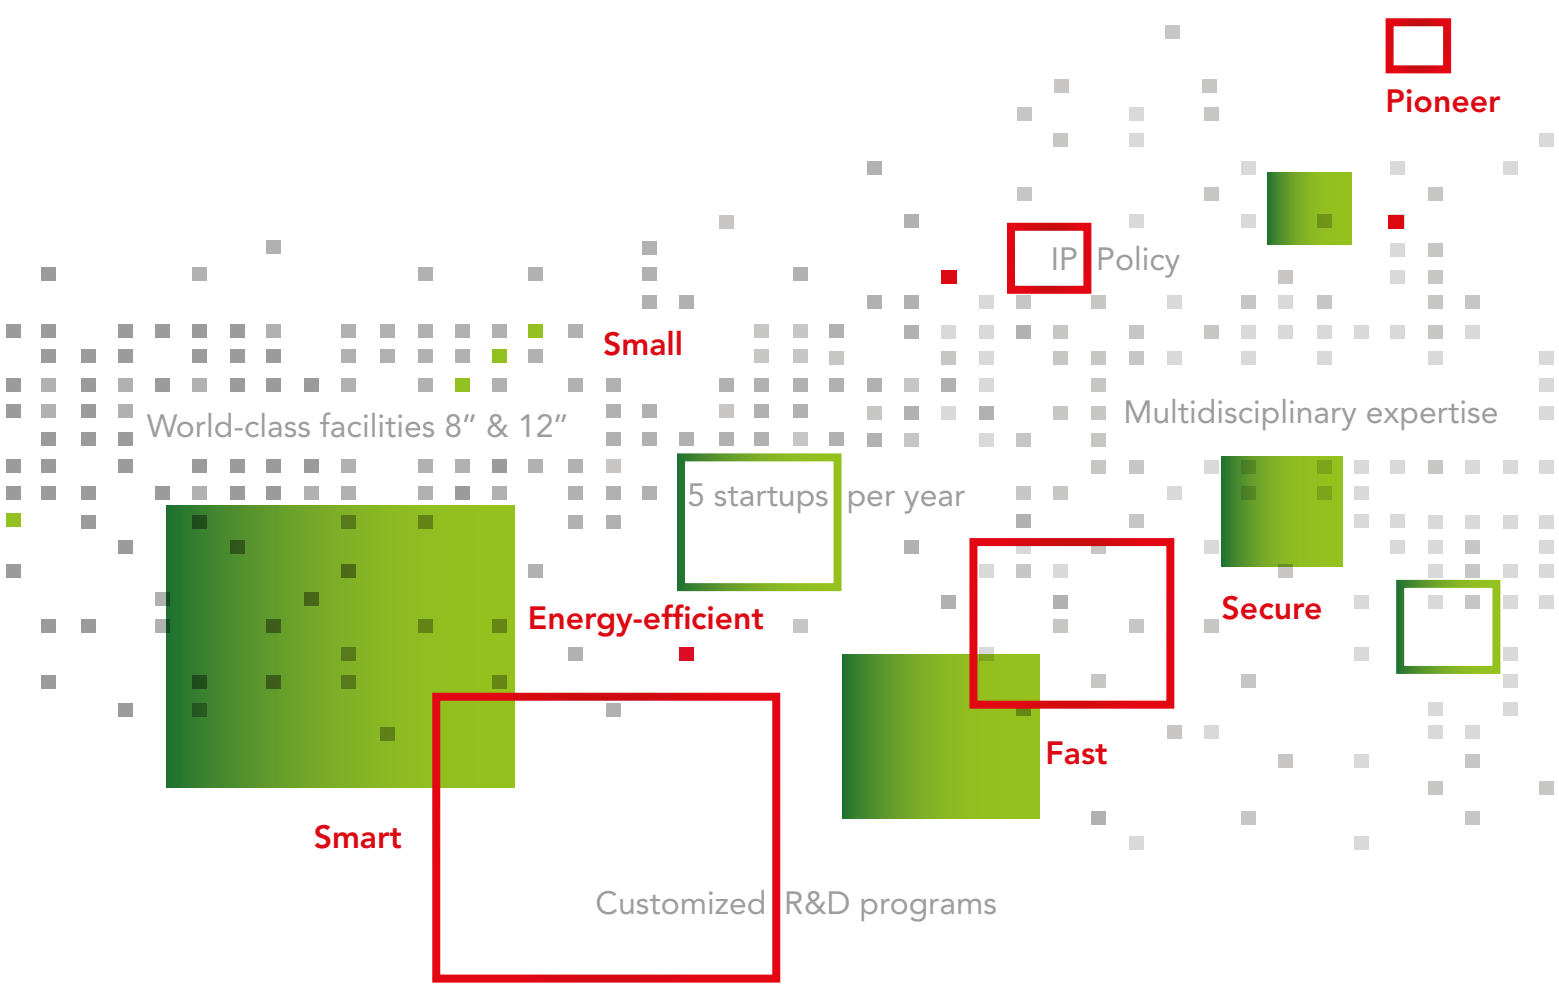 Pioneer
IP Policy
Small
World-class facilities 8” & 12”
Multidisciplinary expertise
5 startups per year
Energy-efficient
Secure
Fast
Smart
Customized R&D programs